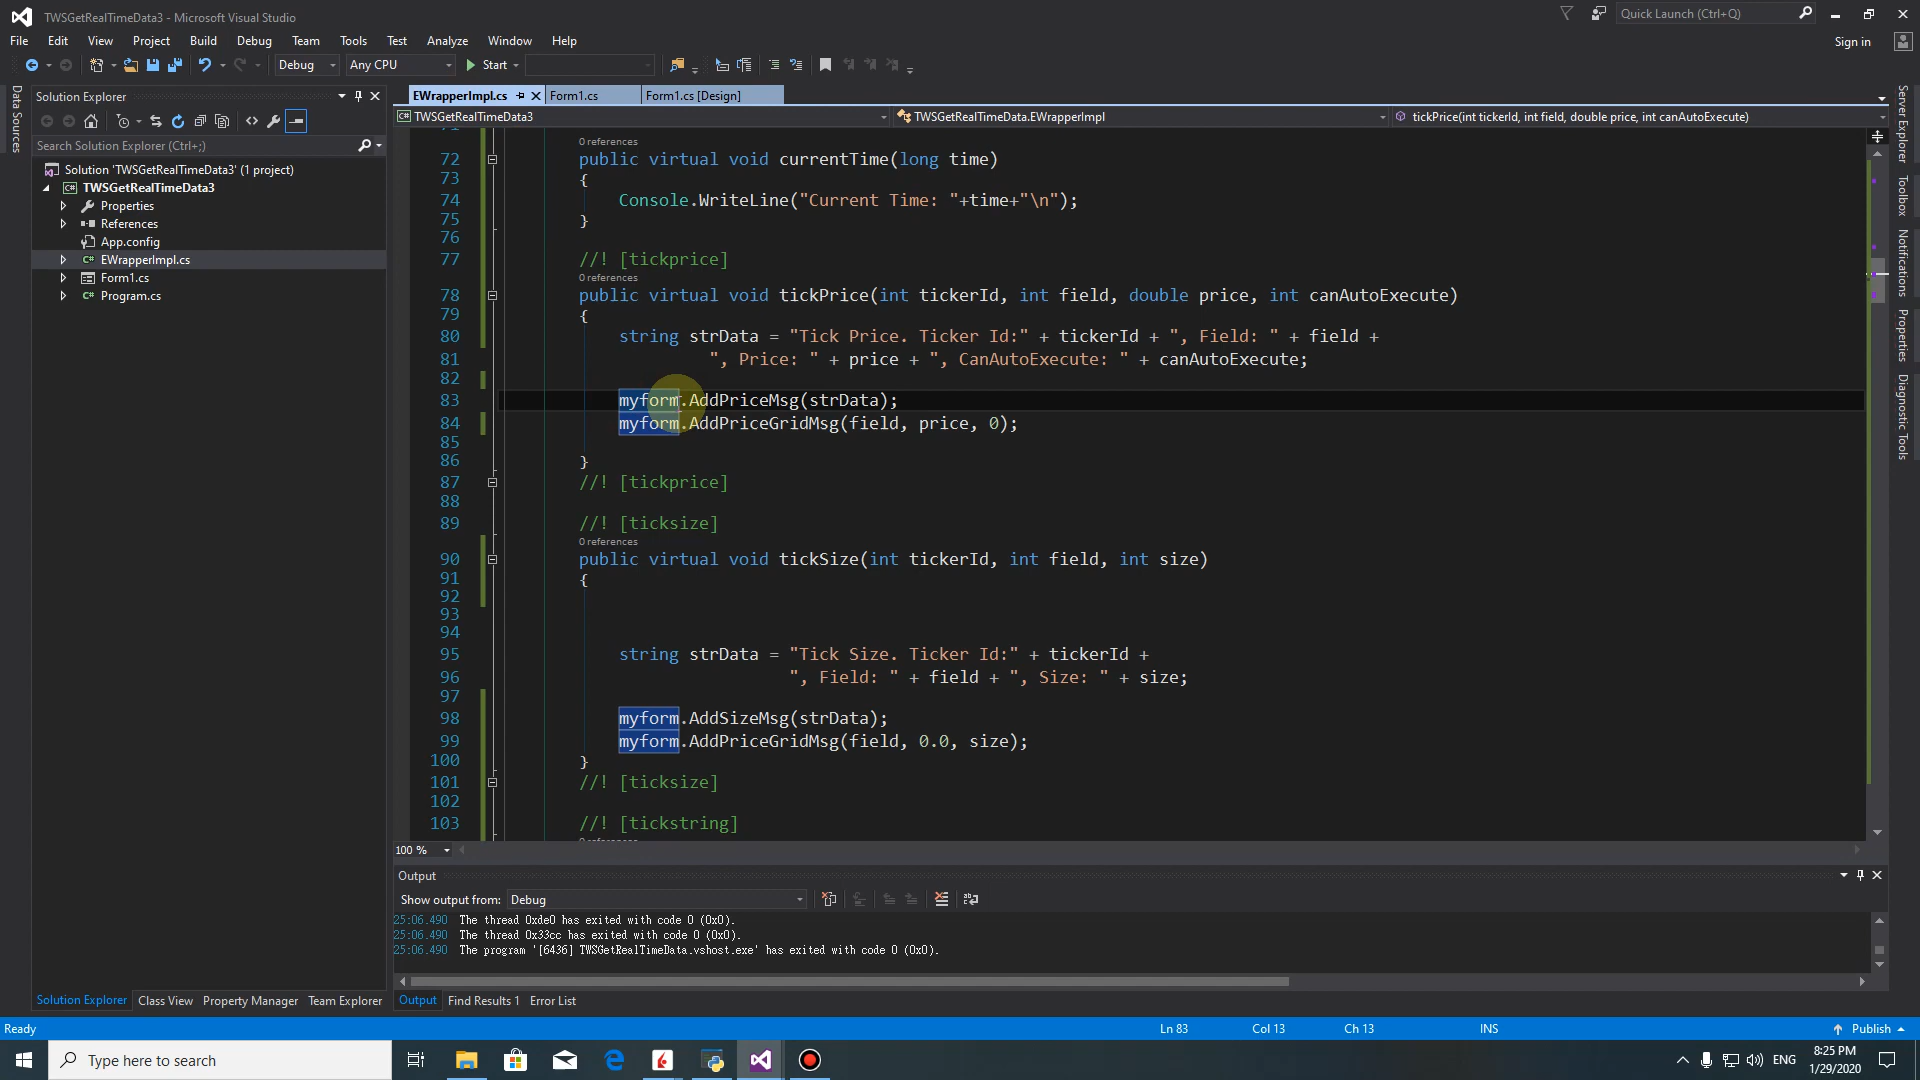 TWSGetRealTimeData3 - Microsoft Visual Studio
Quick Launch (Ctrl+Q)
File Edit View Project Build Debug Team Tools Test Analyze Window Help
Sign in
Debug Any CPU Start
Data Sources
Solution Explorer
Search Solution Explorer (Ctrl+;)
Solution 'TWSGetRealTimeData3' (1 project)
TWSGetRealTimeData3
Properties
References
App.config
EWrapperImpl.cs
Form1.cs
Program.cs
EWrapperImpl.cs Form1.cs Form1.cs [Design]
TWSGetRealTimeData3 TWSGetRealTimeData.EWrapperImpl tickPrice(int tickerId, int field, double price, int canAutoExecute)
71
0 references
72 public virtual void currentTime(long time)
73 {
74 Console.WriteLine("Current Time: "+time+"\n");
75 }
76
77 //! [tickprice]
0 references
78 public virtual void tickPrice(int tickerId, int field, double price, int canAutoExecute)
79 {
80 string strData = "Tick Price. Ticker Id:" + tickerId + ", Field: " + field +
81 ", Price: " + price + ", CanAutoExecute: " + canAutoExecute;
82
83 myform.AddPriceMsg(strData);
84 myform.AddPriceGridMsg(field, price, 0);
85
86 }
87 //! [tickprice]
88
89 //! [ticksize]
0 references
90 public virtual void tickSize(int tickerId, int field, int size)
91 {
92
93
94
95 string strData = "Tick Size. Ticker Id:" + tickerId +
96 ", Field: " + field + ", Size: " + size;
97
98 myform.AddSizeMsg(strData);
99 myform.AddPriceGridMsg(field, 0.0, size);
100 }
101 //! [ticksize]
102
103 //! [tickstring]
0 references
100 %
Server Explorer
Toolbox
Notifications
Properties
Diagnostic Tools
Output
Show output from: Debug
25:06.490 The thread 0xde0 has exited with code 0 (0x0).
25:06.490 The thread 0x33cc has exited with code 0 (0x0).
25:06.490 The program '[6436] TWSGetRealTimeData.vshost.exe' has exited with code 0 (0x0).
Solution Explorer Class View Property Manager Team Explorer
Output Find Results 1 Error List
Ready Ln 83 Col 13 Ch 13 INS Publish
Type here to search
ENG
8:25 PM
1/29/2020